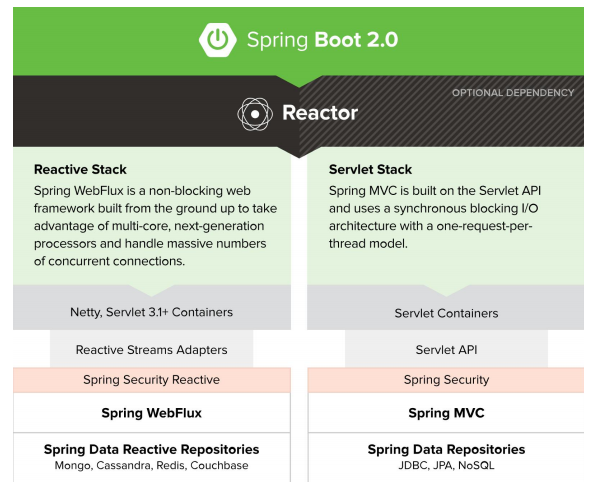 Spring Boot 2.0
OPTIONAL DEPENDENCY
Reactor
Reactive Stack
Spring WebFlux is a non-blocking web
framework built from the ground up to take
advantage of multi-core, next-generation
processors and handle massive numbers
of concurrent connections.
Servlet Stack
Spring MVC is built on the Servlet API
and uses a synchronous blocking I/O
architecture with a one-request-per-
thread model.
Netty, Servlet 3.1+ Containers
Servlet Containers
Reactive Streams Adapters
Servlet API
Spring Security Reactive
Spring Security
Spring WebFlux
Spring MVC
Spring Data Reactive Repositories
Mongo, Cassandra, Redis, Couchbase
Spring Data Repositories
JDBC, JPA, NoSQL